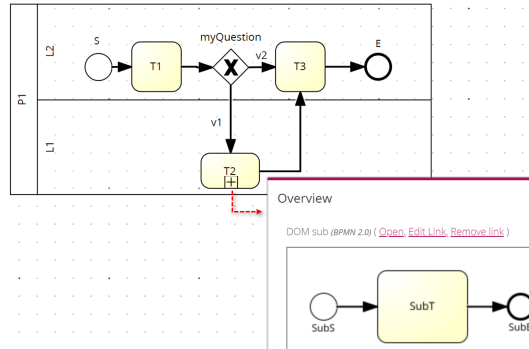 P1
L2
S
T1
myQuestion
v2
T3
E
L1
v1
T2
Overview
DOM sub (BPMN 2.0) ( Open, Edit Link, Remove link )
SubS
SubT
SubE